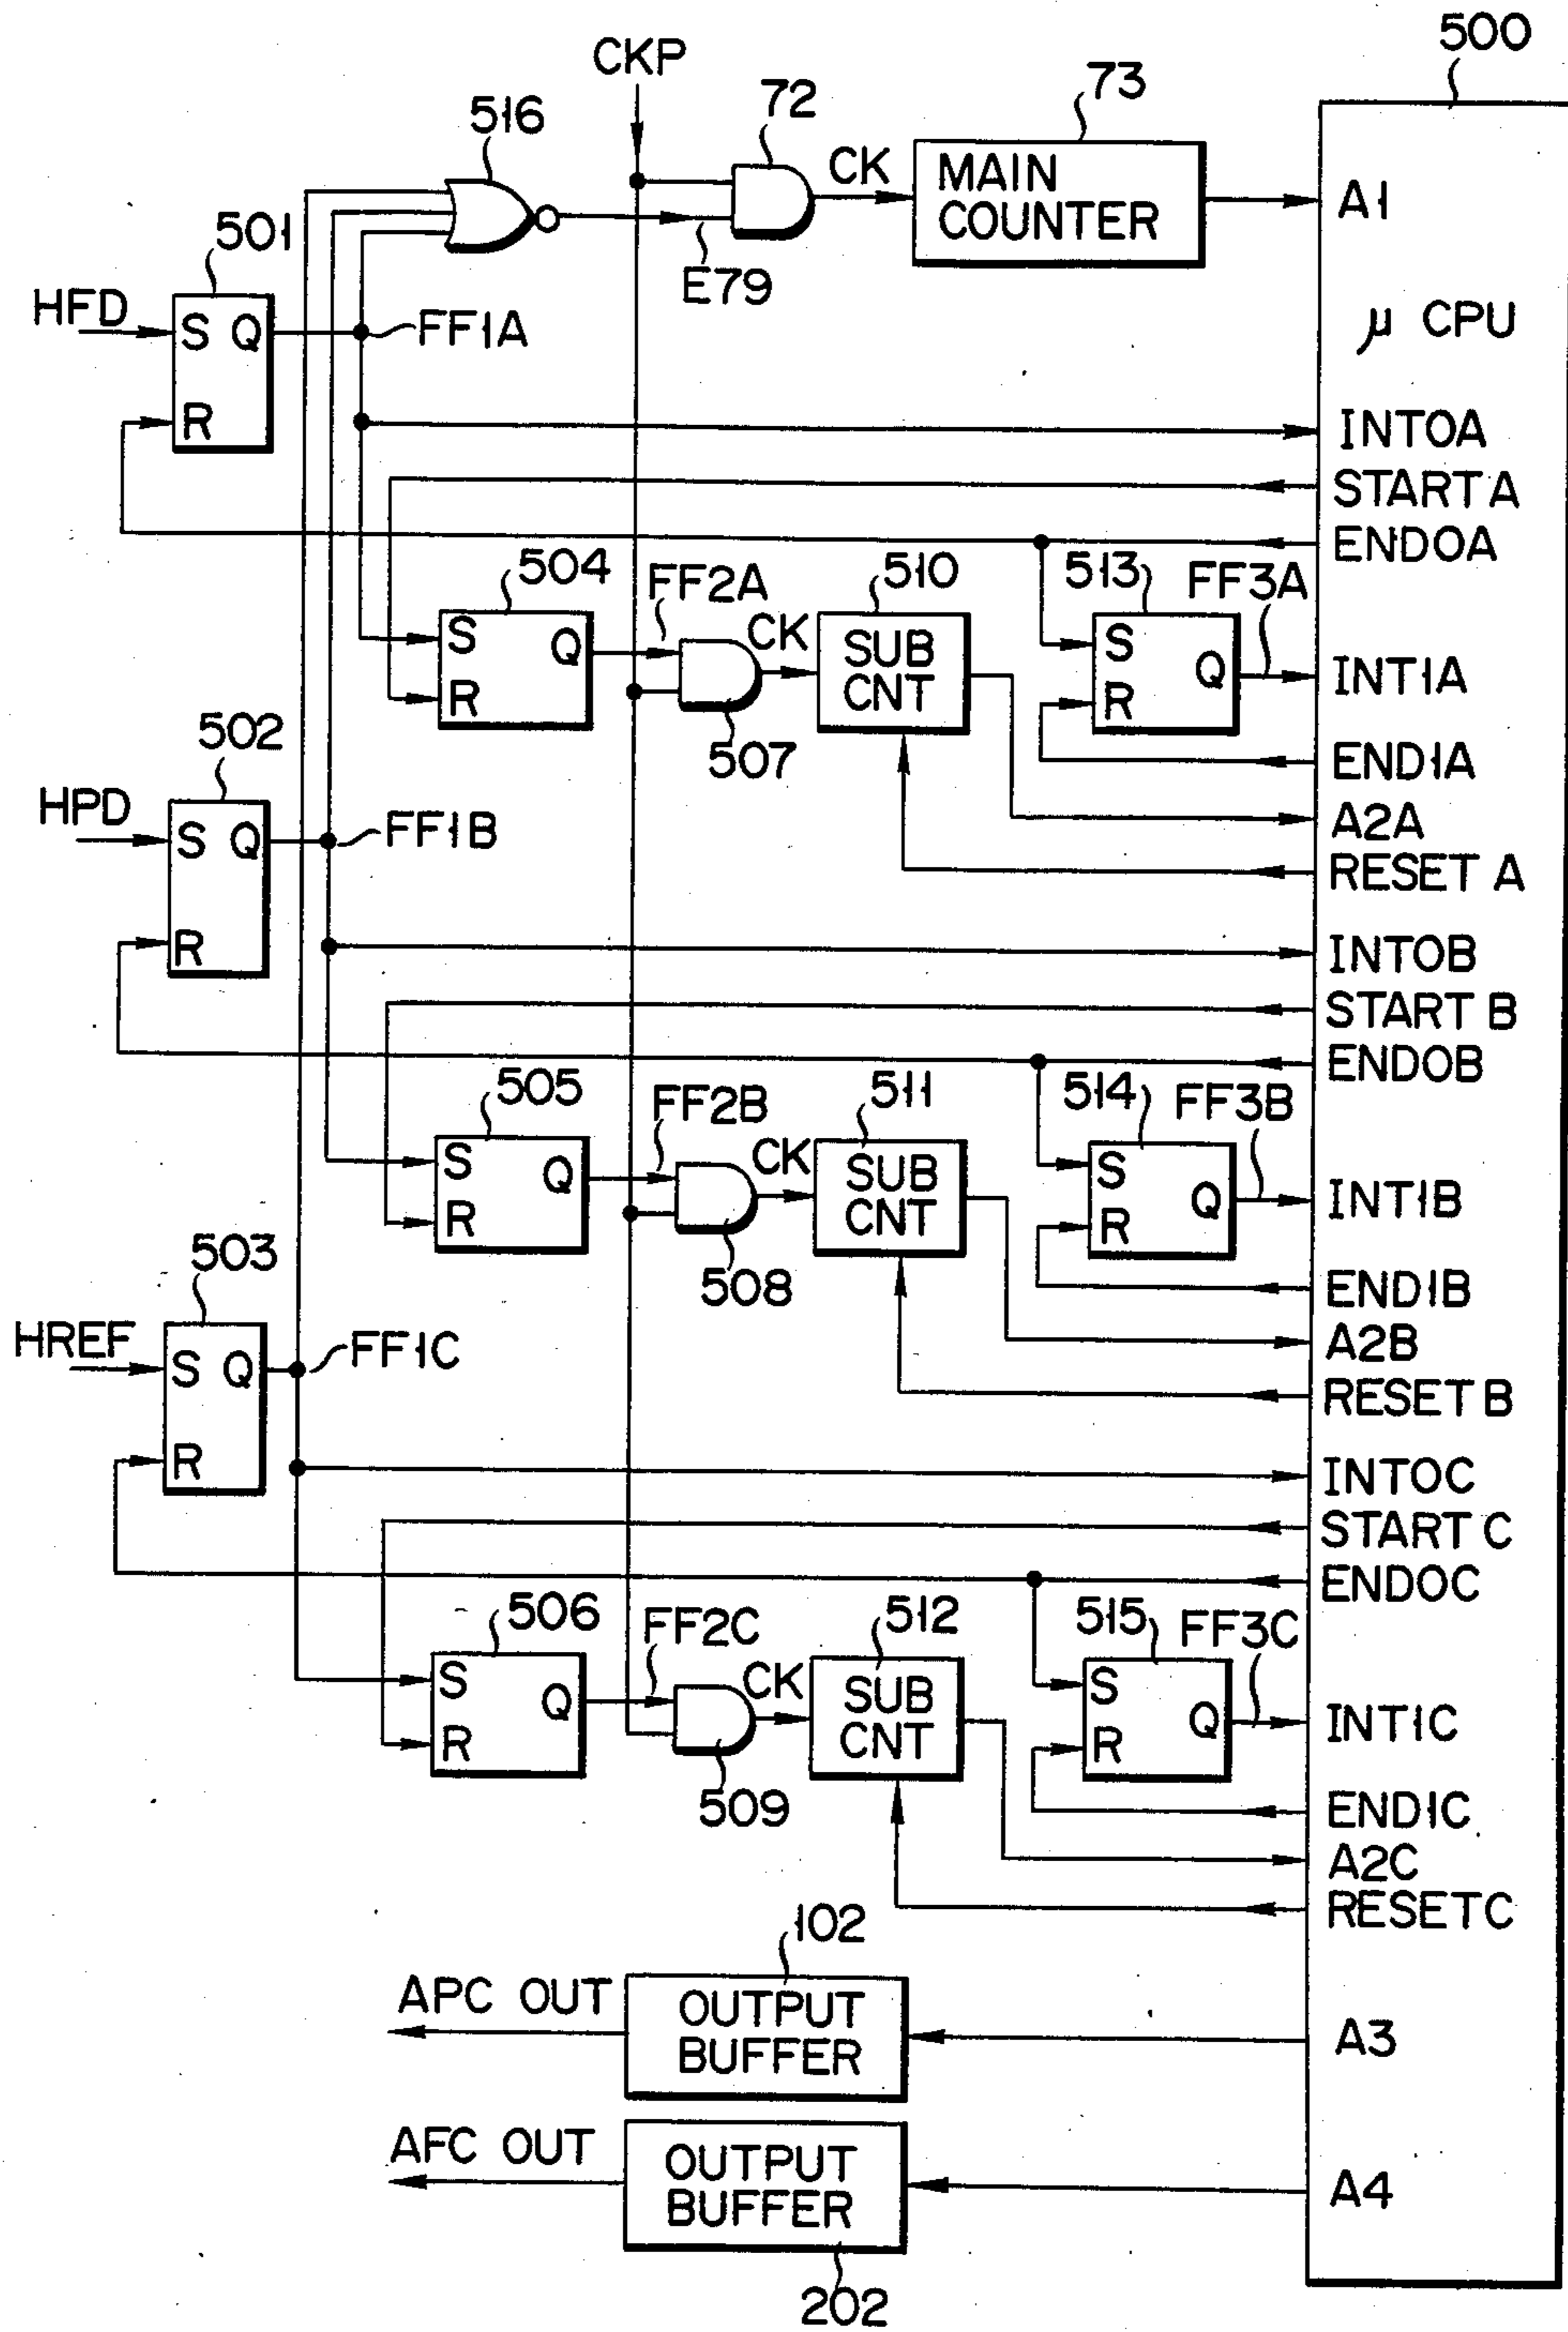 500
CKP
72
73
516
CK
MAIN
COUNTER
A1
501
E79
HFD
S Q
R
FF1A
μ CPU
INT0A
START A
END0A
504
FF2A
510
513
FF3A
CK
S
Q
R
SUB
CNT
S
Q
R
INT1A
502
507
END1A
HPD
S Q
R
FF1B
A2A
RESET A
INT0B
START B
END0B
505
FF2B
511
514
FF3B
CK
S
Q
R
SUB
CNT
S
Q
R
INT1B
503
508
END1B
HREF
S Q
R
FF1C
A2B
RESET B
INT0C
START C
END0C
506
FF2C
512
515
FF3C
CK
S
Q
R
SUB
CNT
S
Q
R
INT1C
509
END1C
A2C
RESET C
102
APC OUT
OUTPUT
BUFFER
A3
AFC OUT
OUTPUT
BUFFER
A4
202